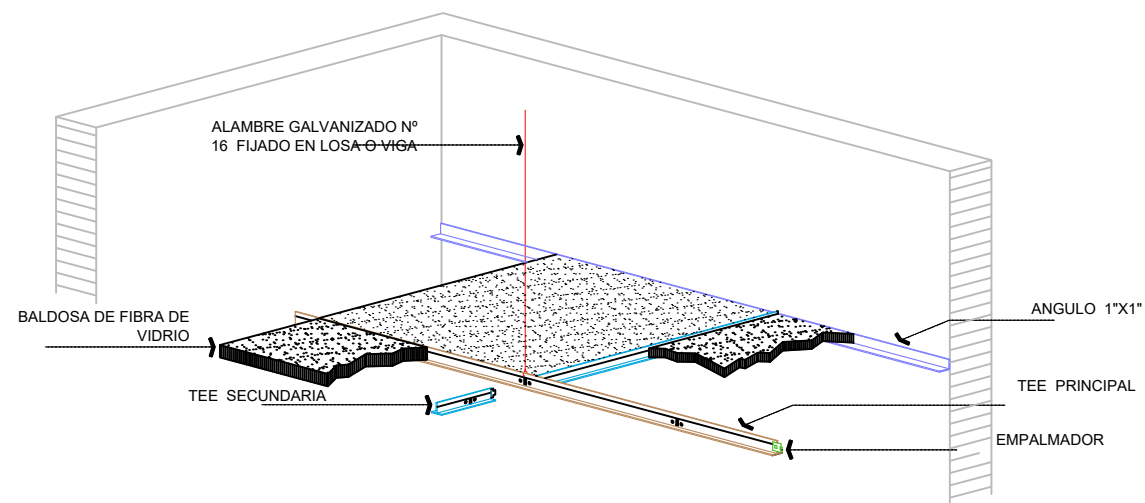 ALAMBRE GALVANIZADO Nº
16 FIJADO EN LOSA O VIGA
BALDOSA DE FIBRA DE
VIDRIO
ANGULO 1"X1"
TEE SECUNDARIA
TEE PRINCIPAL
EMPALMADOR